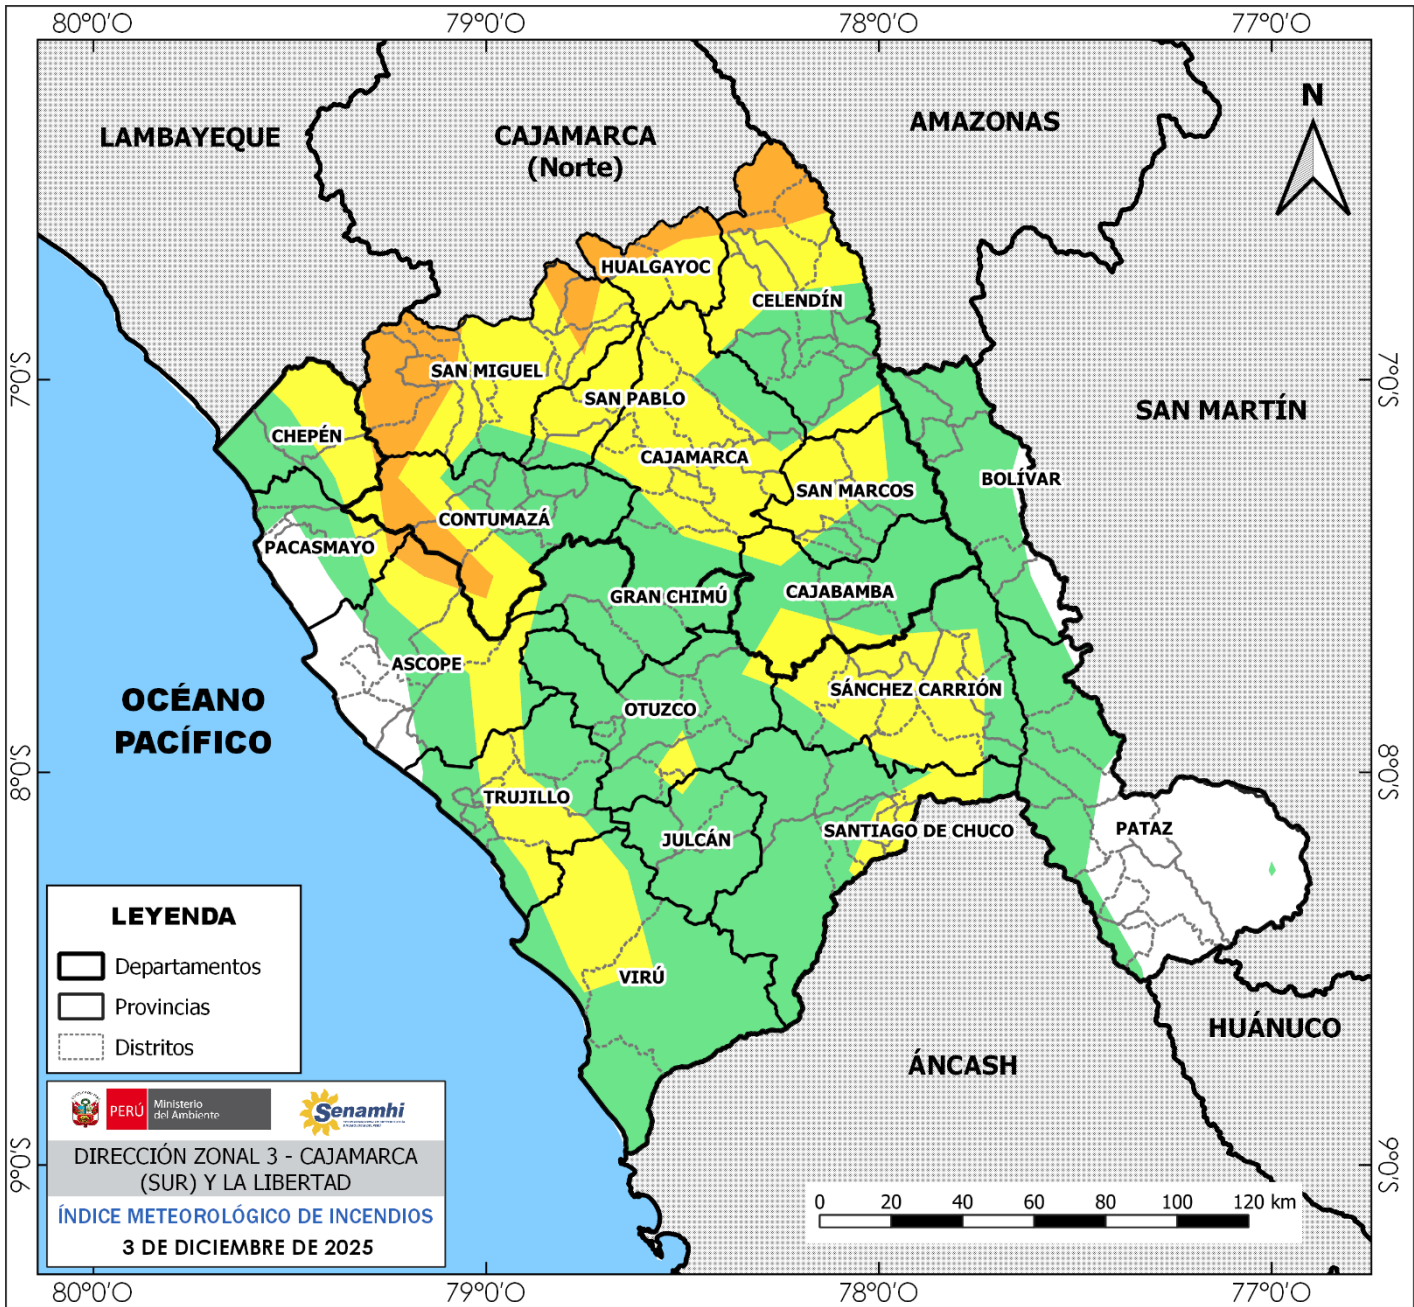 80°0'O 79°0'O 78°0'O 77°0'O
LAMBAYEQUE
CAJAMARCA
(Norte)
AMAZONAS
N
HUALGAYOC
CELENDÍN
7°0'S
7°0'S
SAN MIGUEL
SAN PABLO
SAN MARTÍN
CHEPÉN
CAJAMARCA
BOLÍVAR
SAN MARCOS
CONTUMAZÁ
PACASMAYO
GRAN CHIMÚ
CAJABAMBA
ASCOPE
SÁNCHEZ CARRIÓN
OCÉANO
PACÍFICO
OTUZCO
8°0'S
8°0'S
TRUJILLO
JULCÁN
SANTIAGO DE CHUCO
PATAZ
VIRÚ
HUÁNUCO
ÁNCASH
LEYENDA
Departamentos
Provincias
Distritos
PERÚ
Ministerio
del Ambiente
Senamhi
DIRECCIÓN ZONAL 3 - CAJAMARCA
(SUR) Y LA LIBERTAD
ÍNDICE METEOROLÓGICO DE INCENDIOS
3 DE DICIEMBRE DE 2025
9°0'S
9°0'S
0 20 40 60 80 100 120 km
80°0'O 79°0'O 78°0'O 77°0'O